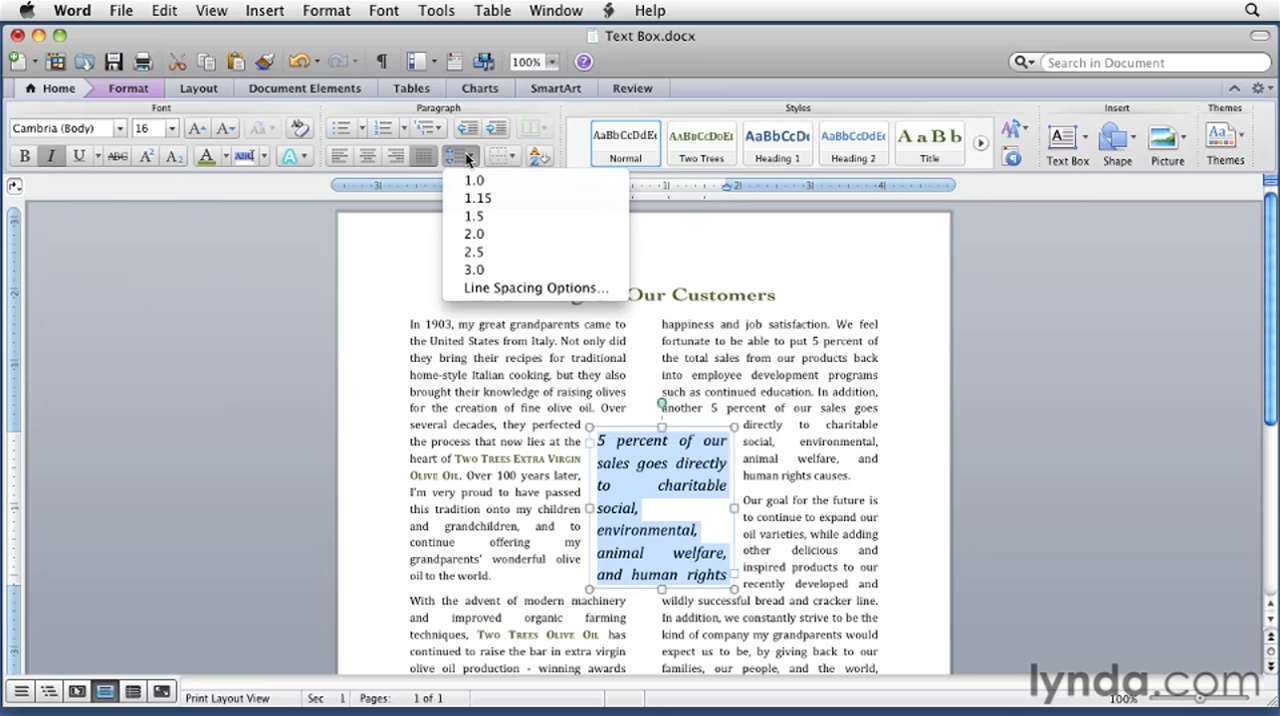 Word File Edit View Insert Format Font Tools Table Window Help
Text Box.docx
100% Search in Document
Home Format Layout Document Elements Tables Charts SmartArt Review
Font Paragraph Styles Insert Themes
Cambria (Body) 16
B I U ABC A² A₂ A ABC A
AaBbCcDdEe AaBbCcDdEe AaBbCcDc AaBbCcDdEe AaBb
Normal Two Trees Heading 1 Heading 2 Title
Text Box Shape Picture Themes
1.0
1.15
1.5
2.0
2.5
3.0
Line Spacing Options...
Our Customers
In 1903, my great grandparents came to
the United States from Italy. Not only did
they bring their recipes for traditional
home-style Italian cooking, but they also
brought their knowledge of raising olives
for the creation of fine olive oil. Over
several decades, they perfected
the process that now lies at the
heart of TWO TREES EXTRA VIRGIN
OLIVE OIL. Over 100 years later,
I'm very proud to have passed
this tradition onto my children
and grandchildren, and to
continue offering my
grandparents' wonderful olive
oil to the world.
With the advent of modern machinery
and improved organic farming
techniques, TWO TREES OLIVE OIL has
continued to raise the bar in extra virgin
olive oil production - winning awards
5 percent of our
sales goes directly
to charitable
social,
environmental,
animal welfare,
and human rights
happiness and job satisfaction. We feel
fortunate to be able to put 5 percent of
the total sales from our products back
into employee development programs
such as continued education. In addition,
another 5 percent of our sales goes
directly to charitable
social, environmental,
animal welfare, and
human rights causes.
Our goal for the future is
to continue to expand our
oil varieties, while adding
other delicious and
inspired products to our
recently developed and
wildly successful bread and cracker line.
In addition, we constantly strive to be the
kind of company my grandparents would
expect us to be, by giving back to our
families, our people, and the world,
Print Layout View Sec 1 Pages: 1 of 1 100%
lynda.com